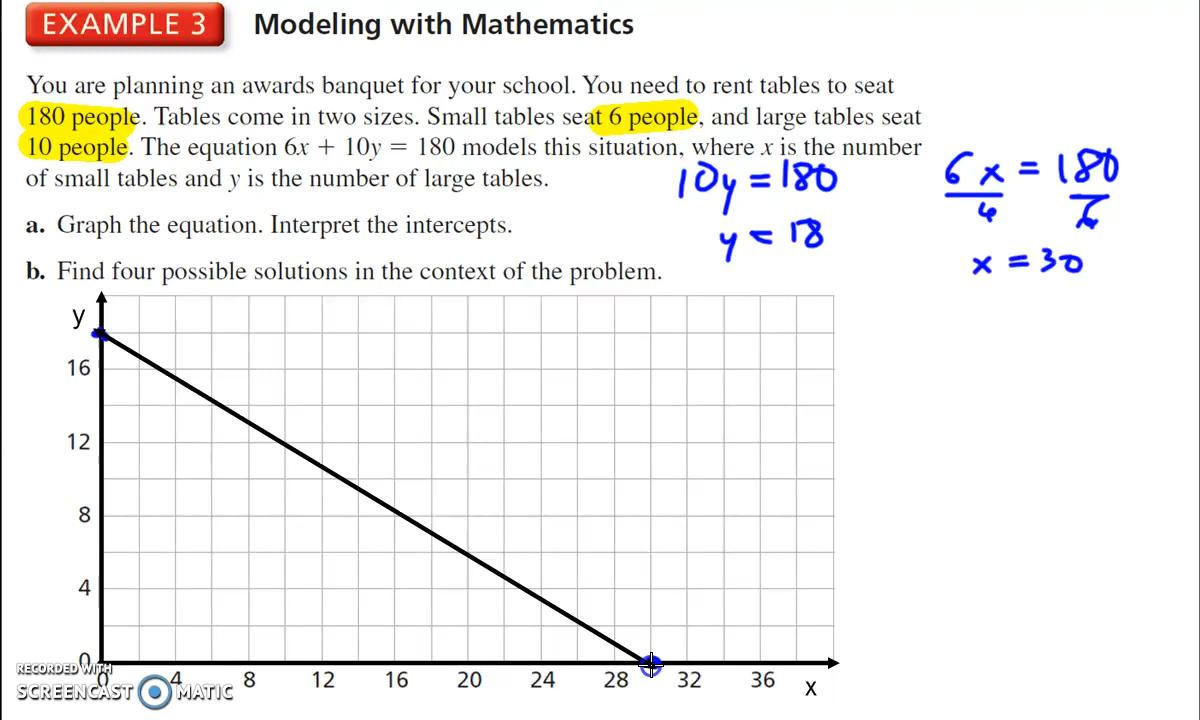 EXAMPLE 3 Modeling with Mathematics
You are planning an awards banquet for your school. You need to rent tables to seat
180 people. Tables come in two sizes. Small tables seat 6 people, and large tables seat
10 people. The equation 6x + 10y = 180 models this situation, where x is the number
of small tables and y is the number of large tables.
10y = 180
y = 18
6x = 180
6 6
x = 30
a. Graph the equation. Interpret the intercepts.
b. Find four possible solutions in the context of the problem.
y
16
12
8
4
0
0 4 8 12 16 20 24 28 32 36 x
RECORDED WITH
SCREENCAST MATIC